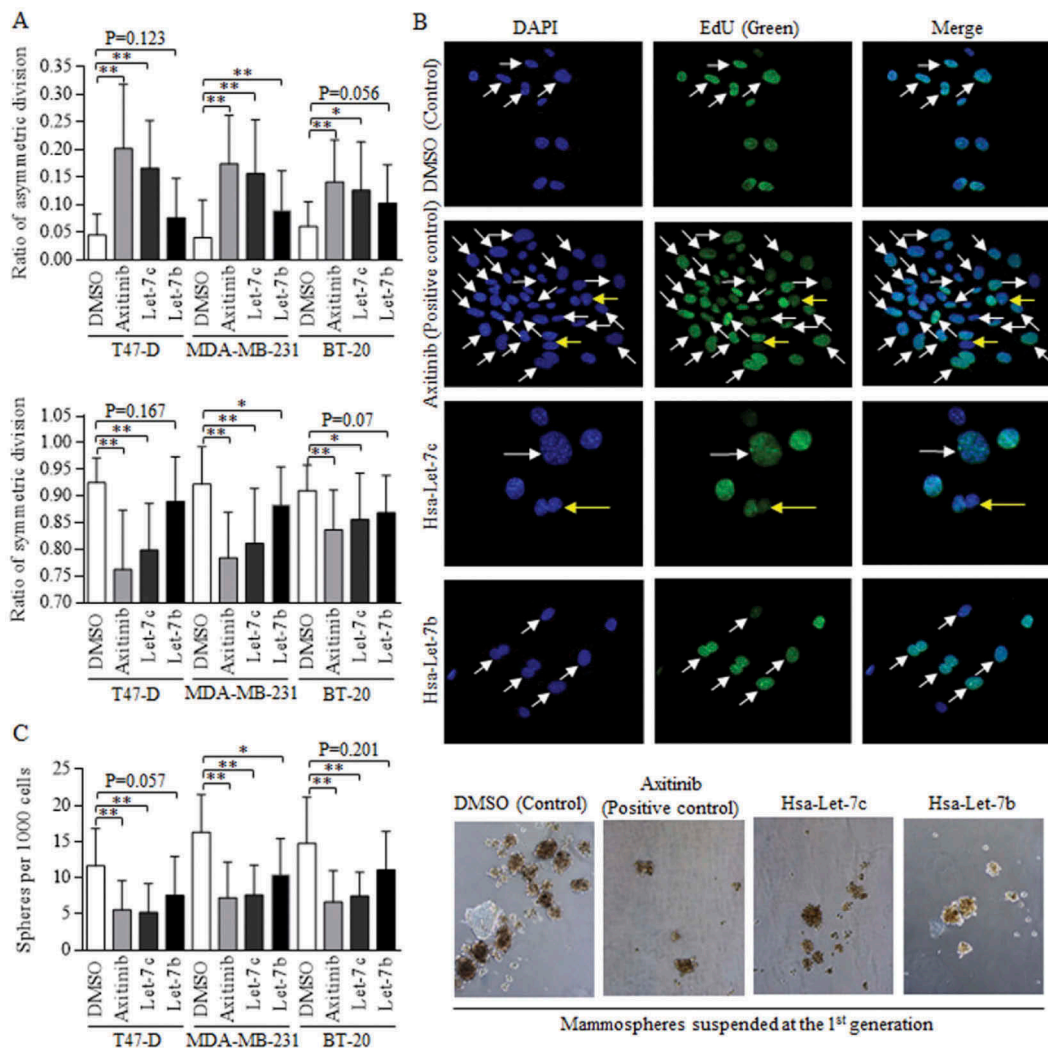 A
P=0.123
**
**
**
**
**
P=0.056
*
**
0.35
0.30
0.25
0.20
0.15
0.10
0.05
0.00
Ratio of asymmetric division
DMSO
Axitinib
Let-7c
Let-7b
DMSO
Axitinib
Let-7c
Let-7b
DMSO
Axitinib
Let-7c
Let-7b
T47-D
MDA-MB-231
BT-20
P=0.167
**
**
*
**
**
P=0.07
*
**
1.05
1.00
0.95
0.90
0.85
0.80
0.75
0.70
Ratio of symmetric division
DMSO
Axitinib
Let-7c
Let-7b
DMSO
Axitinib
Let-7c
Let-7b
DMSO
Axitinib
Let-7c
Let-7b
T47-D
MDA-MB-231
BT-20
B
DAPI
EdU (Green)
Merge
DMSO (Control)
Axitinib (Positive control)
Hsa-Let-7c
Hsa-Let-7b
C
P=0.057
**
**
*
**
**
P=0.201
**
**
25
20
15
10
5
0
Spheres per 1000 cells
DMSO
Axitinib
Let-7c
Let-7b
DMSO
Axitinib
Let-7c
Let-7b
DMSO
Axitinib
Let-7c
Let-7b
T47-D
MDA-MB-231
BT-20
DMSO (Control)
Axitinib
(Positive control)
Hsa-Let-7c
Hsa-Let-7b
Mammospheres suspended at the 1st generation